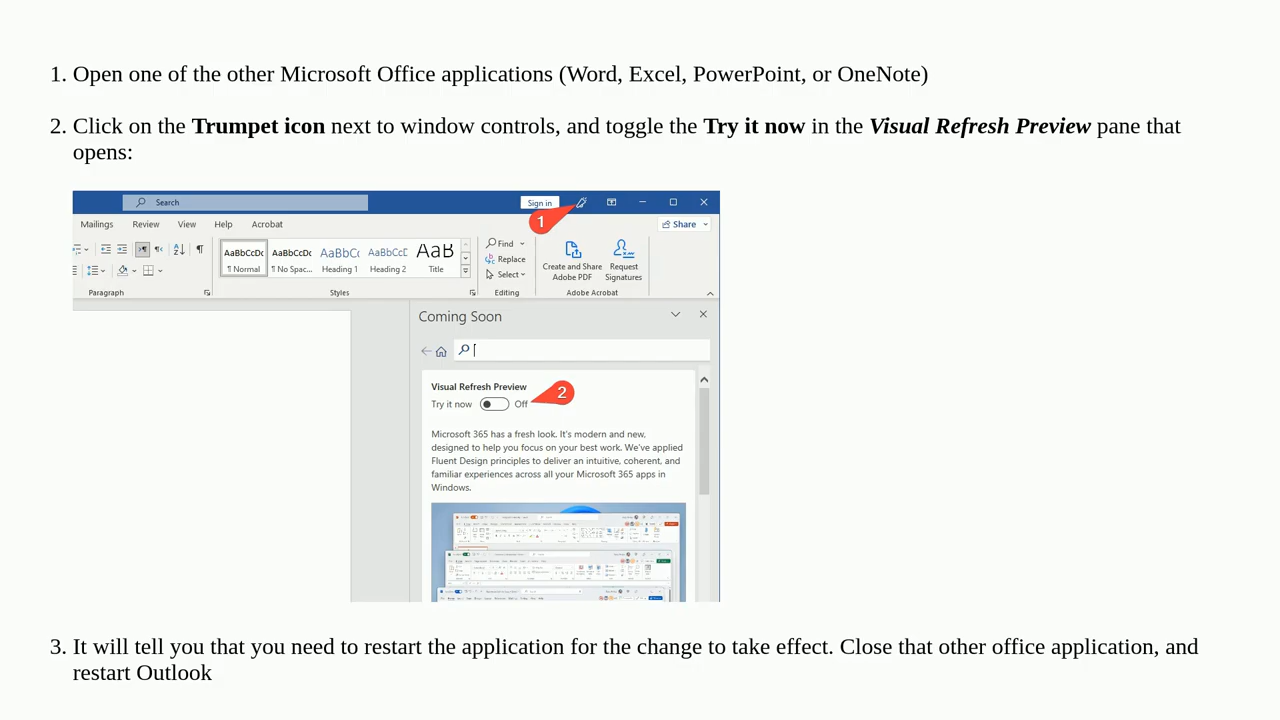 1. Open one of the other Microsoft Office applications (Word, Excel, PowerPoint, or OneNote)
2. Click on the Trumpet icon next to window controls, and toggle the Try it now in the Visual Refresh Preview pane that
opens:
Search
Sign in
1
Mailings Review View Help Acrobat
Share
AaBbCcDc AaBbCcDc AaBbCc AaBbCcD AaB
¶ Normal ¶ No Spac... Heading 1 Heading 2 Title
Find
Replace
Select
Create and Share
Adobe PDF
Request
Signatures
Paragraph Styles Editing Adobe Acrobat
Coming Soon
Visual Refresh Preview
Try it now Off
2
Microsoft 365 has a fresh look. It's modern and new,
designed to help you focus on your best work. We've applied
Fluent Design principles to deliver an intuitive, coherent, and
familiar experiences across all your Microsoft 365 apps in
Windows.
3. It will tell you that you need to restart the application for the change to take effect. Close that other office application, and
restart Outlook